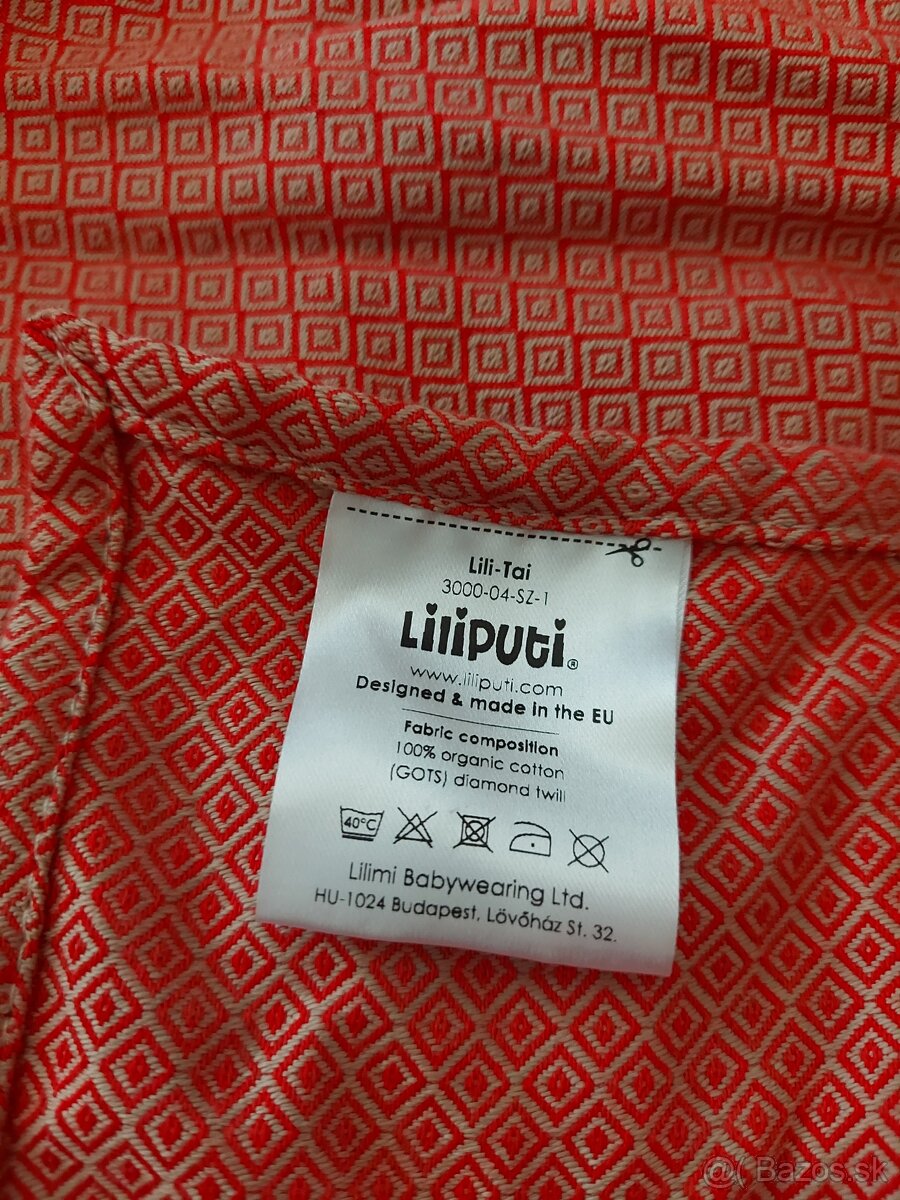 Lili-Tai
3000-04-SZ-1
Liliputi®
www.liliputi.com
Designed & made in the EU
Fabric composition
100% organic cotton
(GOTS) diamond twill
40°C
Lilimi Babywearing Ltd.
HU-1024 Budapest, Lövőház St. 32.
@( Bazos.sk